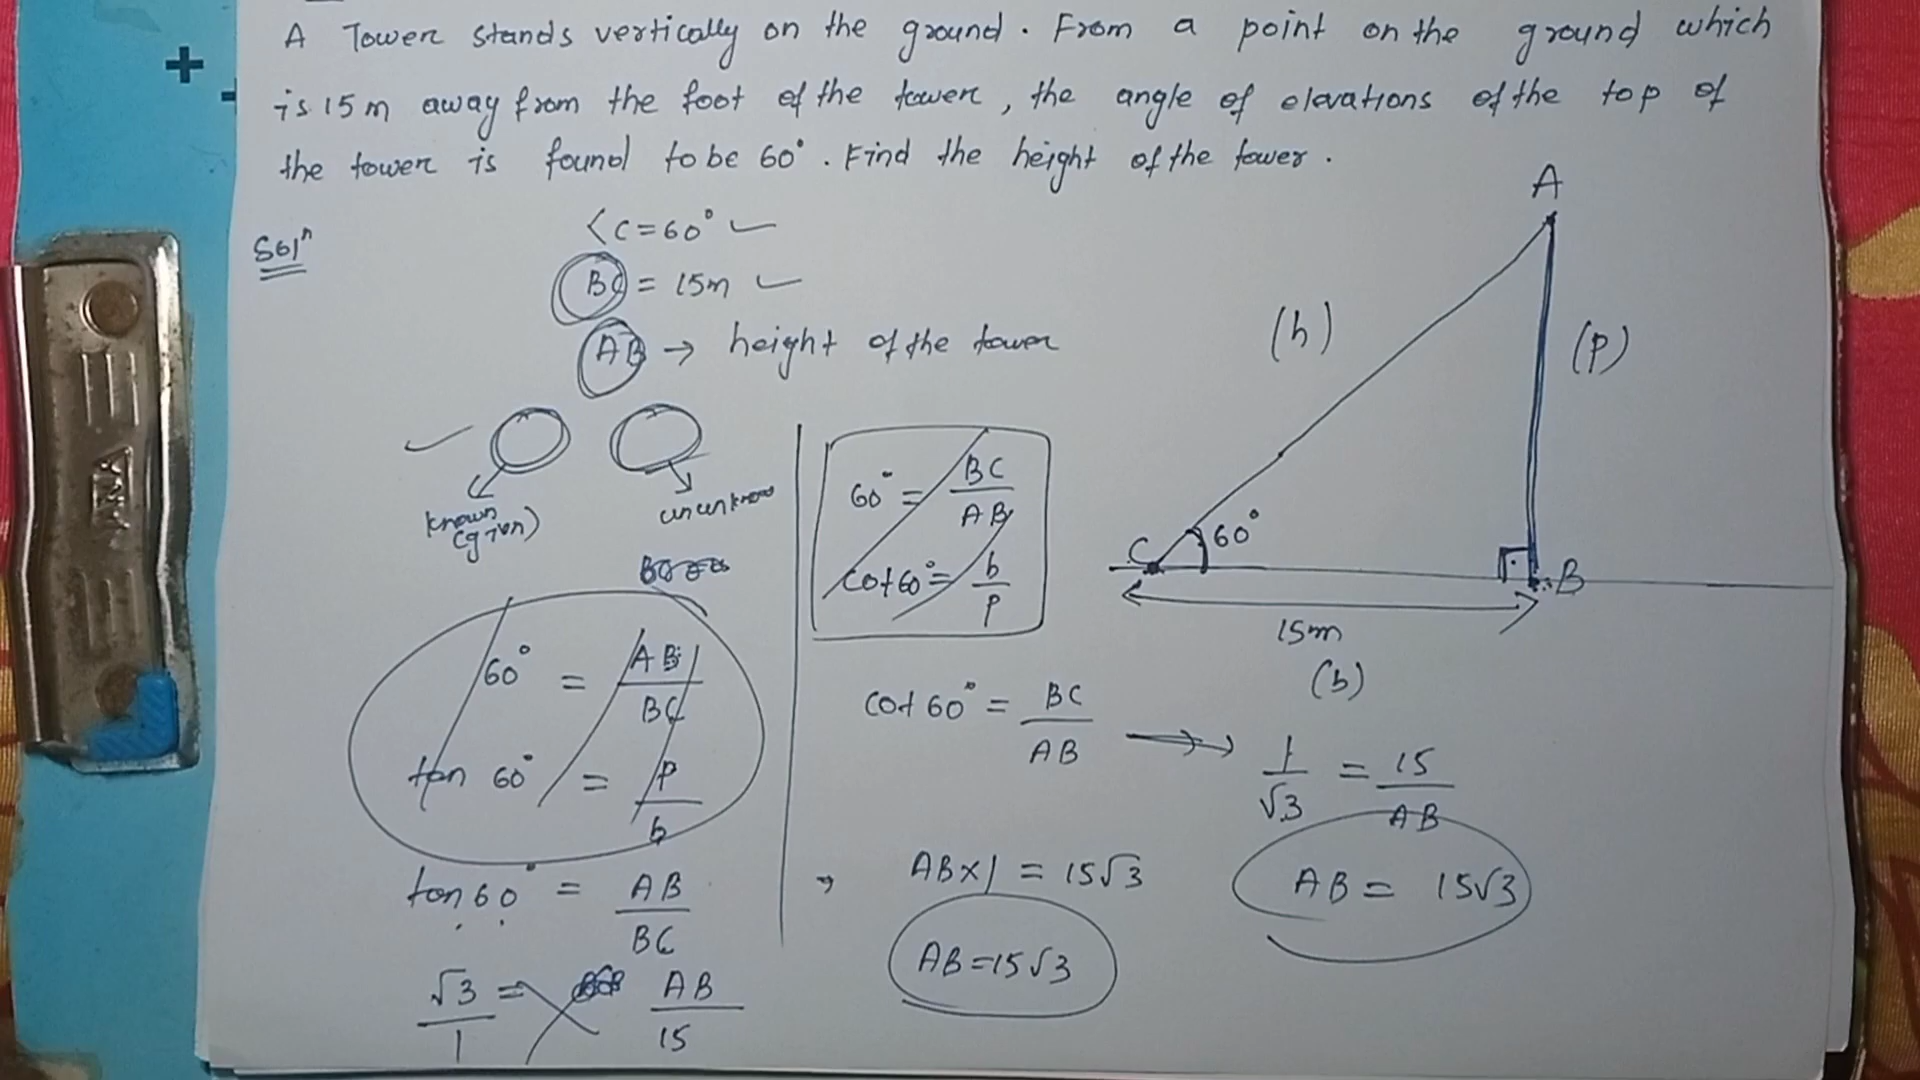 A Tower stands vertically on the ground. From a point on the ground which
is 15 m away from the foot of the tower, the angle of elevations of the top of
the tower is found to be 60°. Find the height of the tower.
Solⁿ
<C = 60°
BC = 15m
AB → height of the tower
known
(given)
60° = AB/BC
tan 60° = p/b
tan 60° = AB/BC
√3/1 = AB/15
60° = BC/AB
cot 60° = b/p
cot 60° = BC/AB
1/√3 = 15/AB
AB×1 = 15√3
AB = 15√3
AB = 15√3
A
(h)
(p)
C
60°
B
15m
(b)